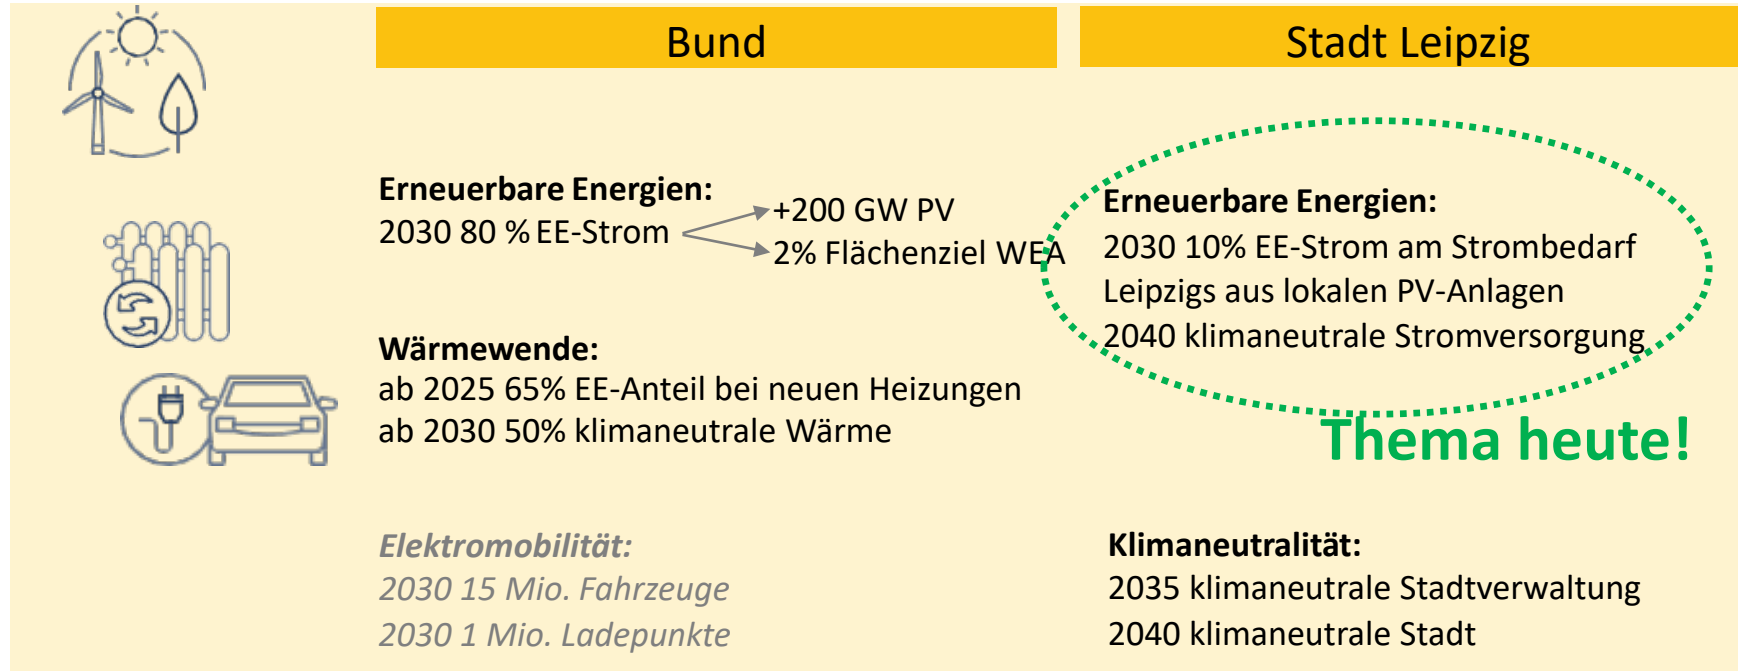 Bund
Erneuerbare Energien:
2030 80 % EE-Strom
+200 GW PV
2% Flächenziel WEA
Wärmewende:
ab 2025 65% EE-Anteil bei neuen Heizungen
ab 2030 50% klimaneutrale Wärme
Elektromobilität:
2030 15 Mio. Fahrzeuge
2030 1 Mio. Ladepunkte
Stadt Leipzig
Erneuerbare Energien:
2030 10% EE-Strom am Strombedarf
Leipzigs aus lokalen PV-Anlagen
2040 klimaneutrale Stromversorgung
Thema heute!
Klimaneutralität:
2035 klimaneutrale Stadtverwaltung
2040 klimaneutrale Stadt